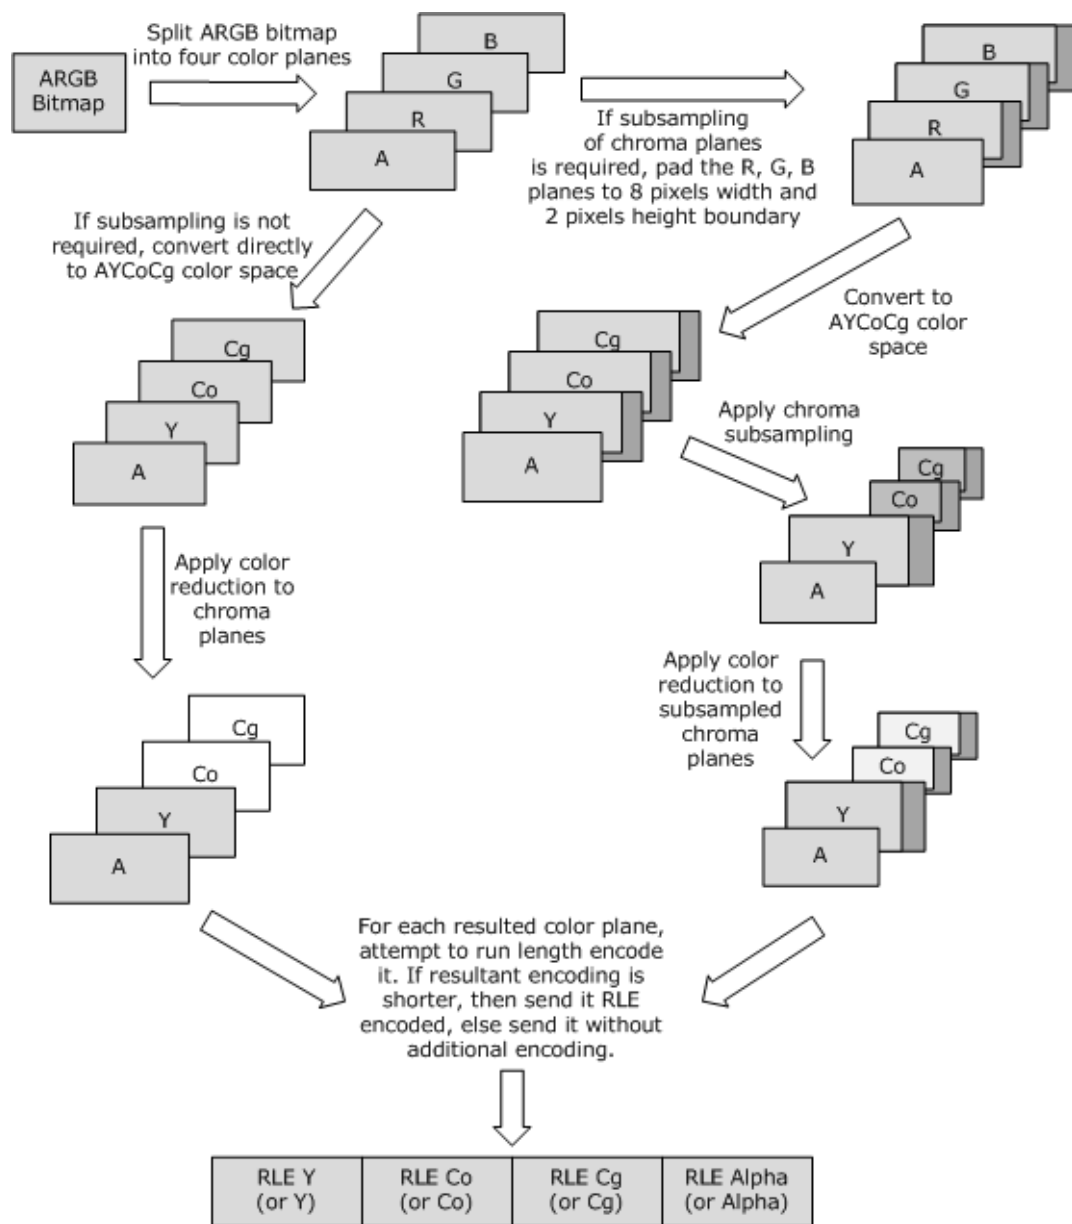 Split ARGB bitmap
into four color planes
ARGB
Bitmap
B
G
R
A
If subsampling
of chroma planes
is required, pad the R, G, B
planes to 8 pixels width and
2 pixels height boundary
B
G
R
A
If subsampling is not
required, convert directly
to AYCoCg color space
Convert to
AYCoCg color
space
Cg
Co
Y
A
Cg
Co
Y
A
Apply chroma
subsampling
Cg
Co
Y
A
Apply color
reduction to
chroma
planes
Apply color
reduction to
subsampled
chroma
planes
Cg
Co
Y
A
Cg
Co
Y
A
For each resulted color plane,
attempt to run length encode
it. If resultant encoding is
shorter, then send it RLE
encoded, else send it without
additional encoding.
RLE Y
(or Y)
RLE Co
(or Co)
RLE Cg
(or Cg)
RLE Alpha
(or Alpha)